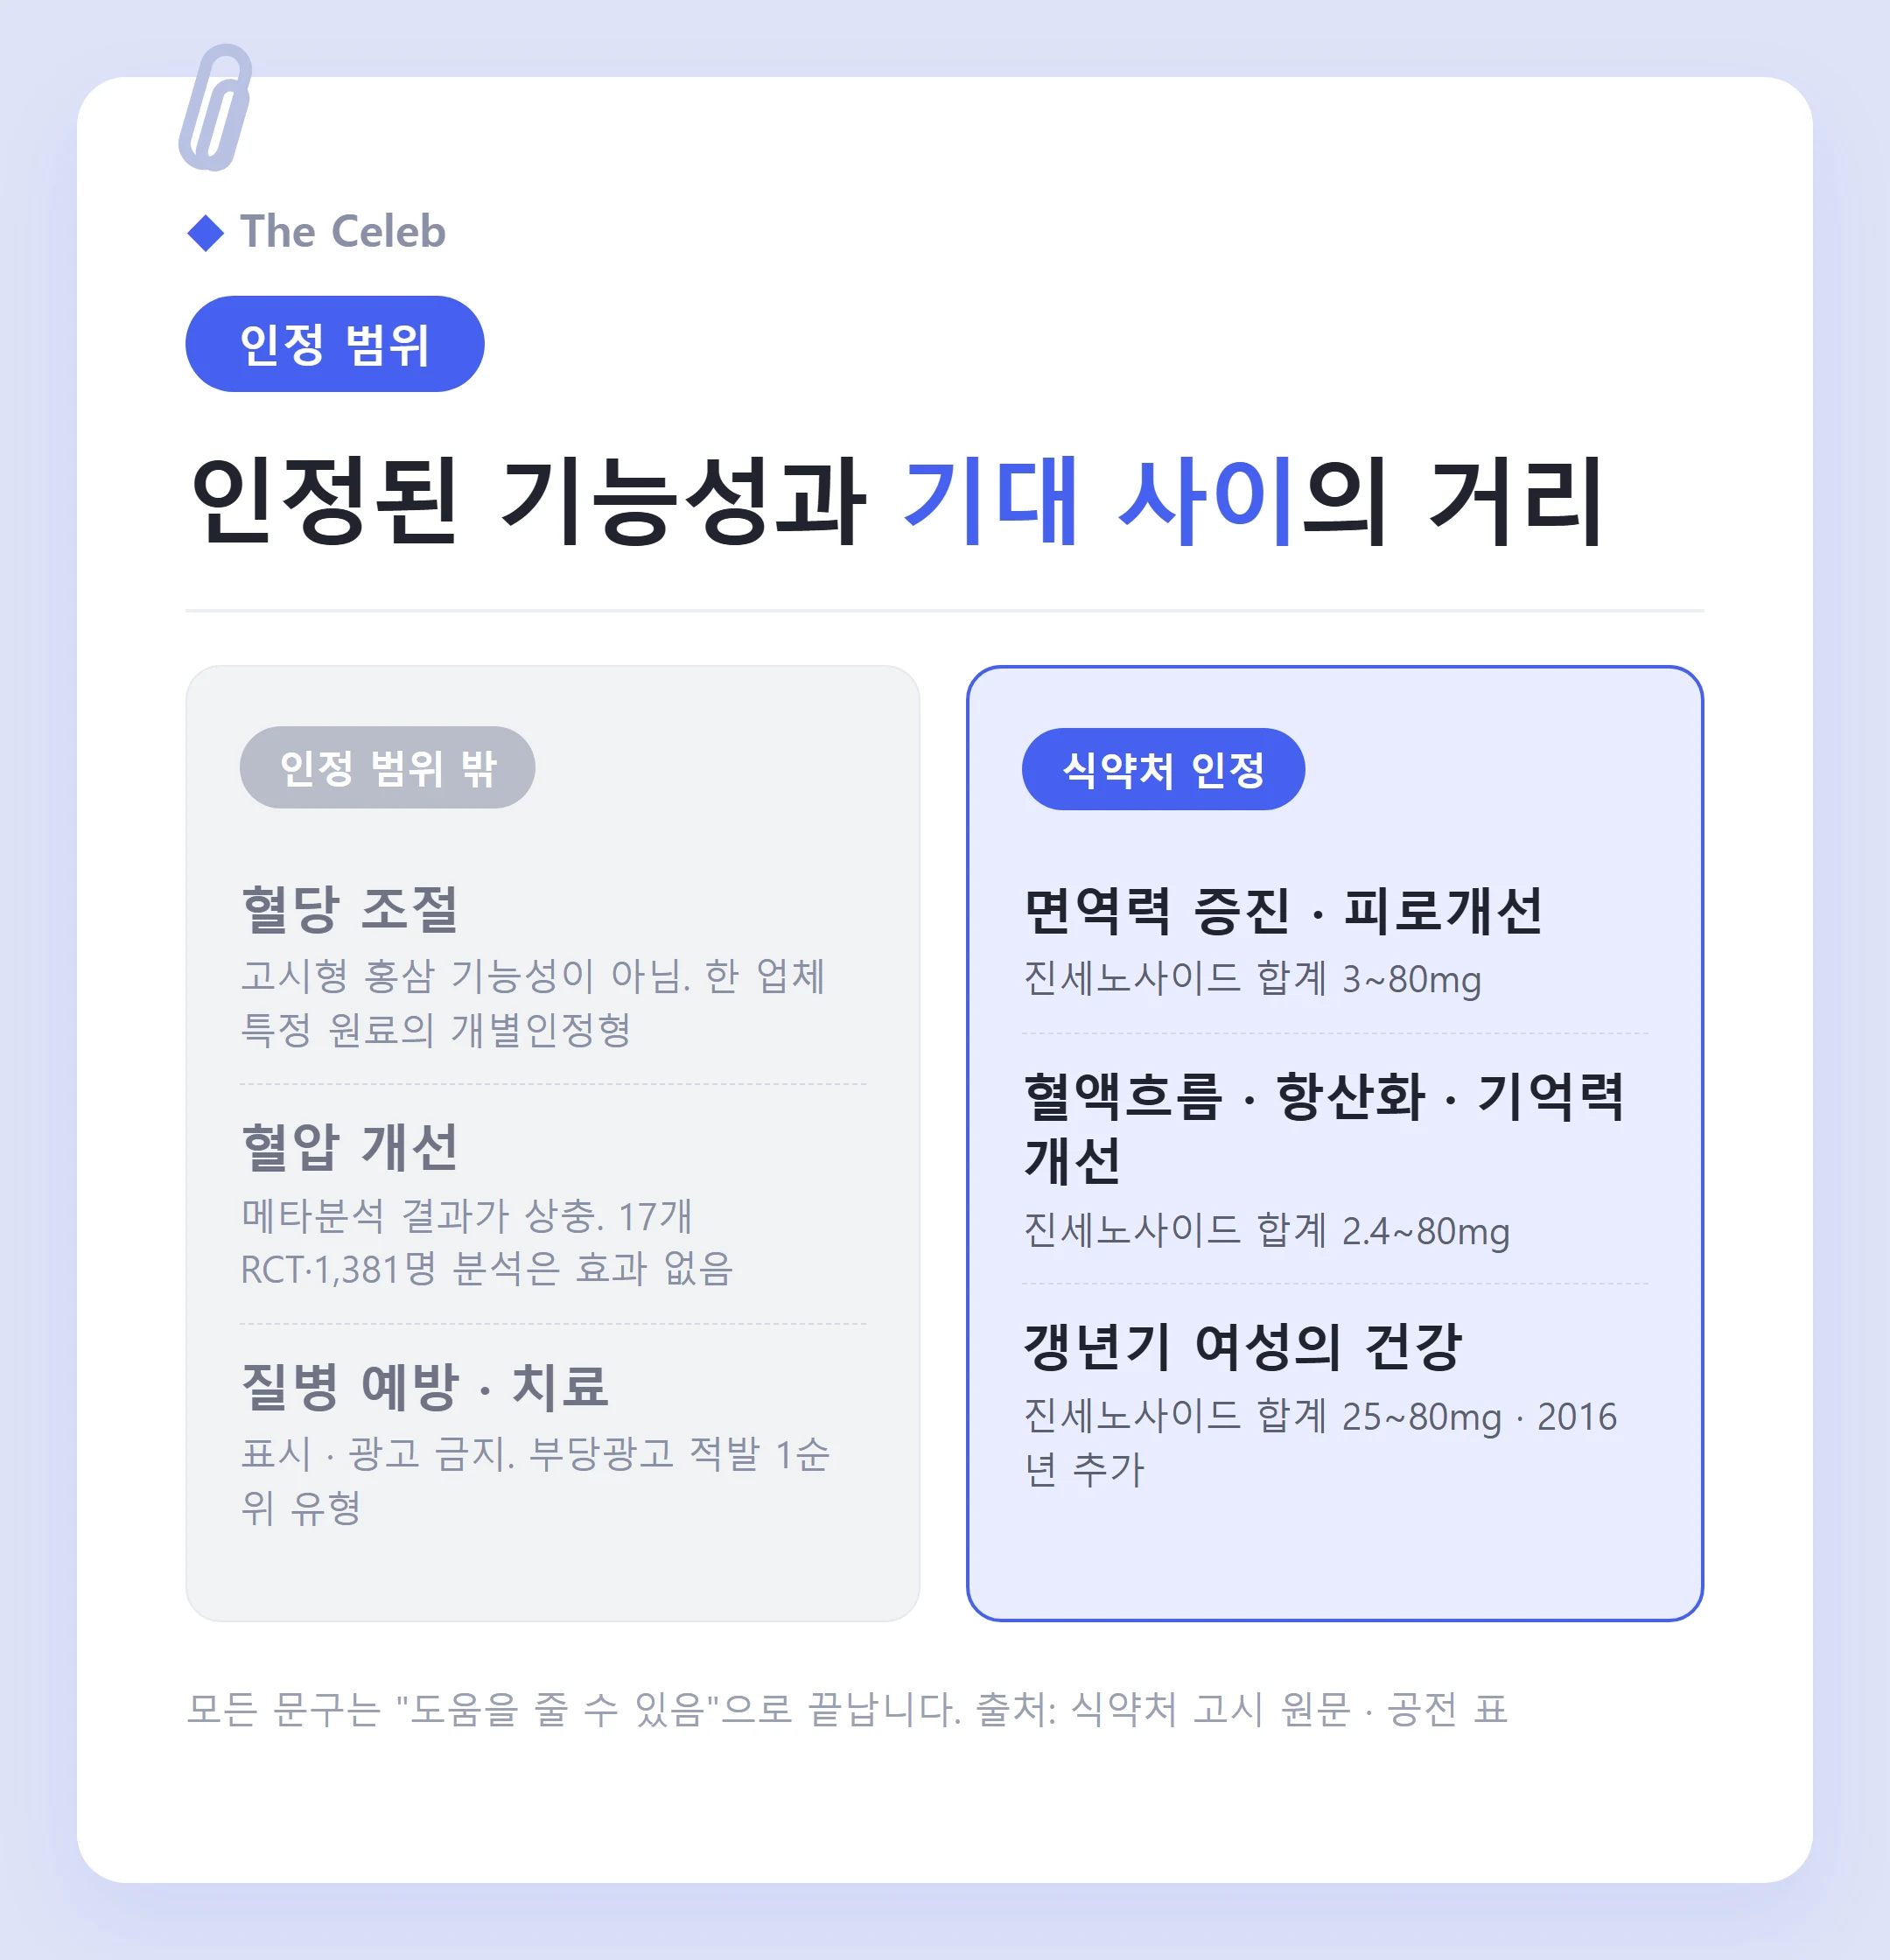 The Celeb
인정 범위
인정된 기능성과 기대 사이의 거리
인정 범위 밖
혈당 조절
고시형 홍삼 기능성이 아님. 한 업체
특정 원료의 개별인정형
혈압 개선
메타분석 결과가 상충. 17개
RCT·1,381명 분석은 효과 없음
질병 예방 · 치료
표시 · 광고 금지. 부당광고 적발 1순
위 유형
식약처 인정
면역력 증진 · 피로개선
진세노사이드 합계 3~80mg
혈액흐름 · 항산화 · 기억력
개선
진세노사이드 합계 2.4~80mg
갱년기 여성의 건강
진세노사이드 합계 25~80mg · 2016
년 추가
모든 문구는 "도움을 줄 수 있음"으로 끝납니다. 출처: 식약처 고시 원문 · 공전 표